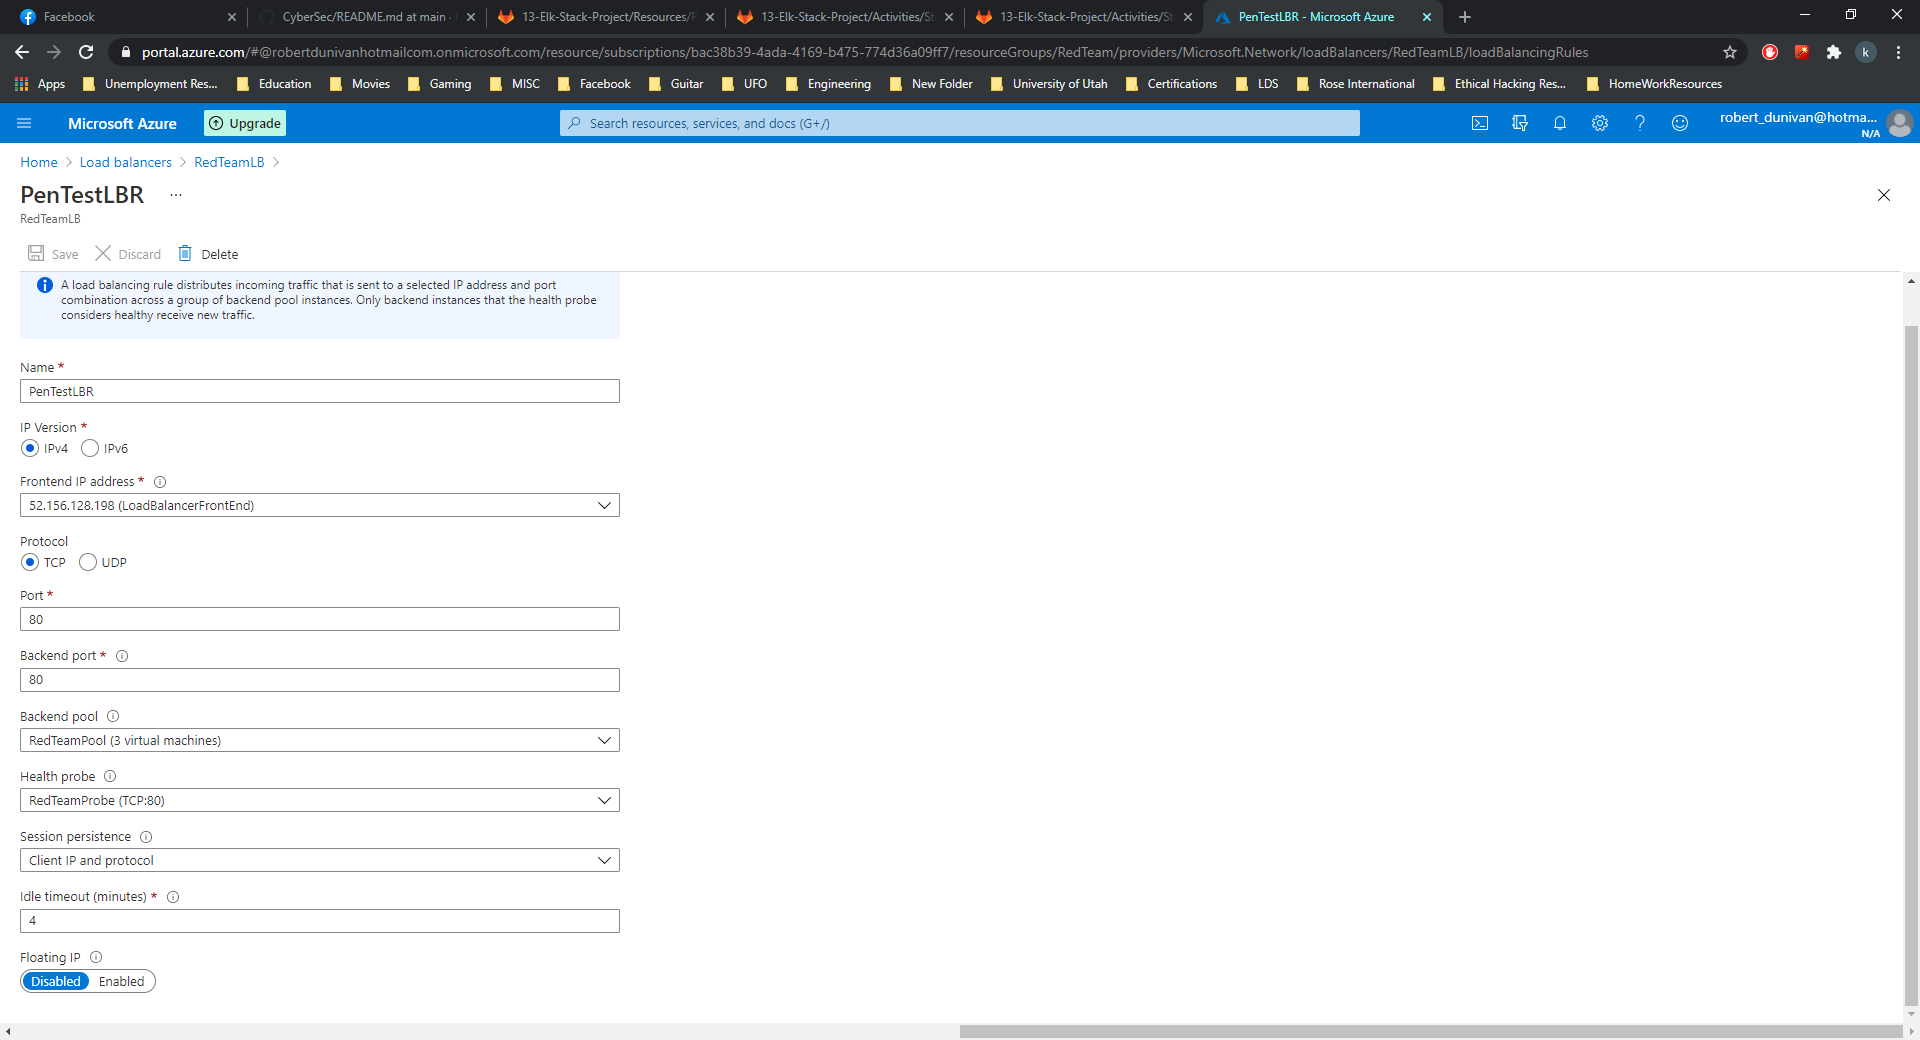 Facebook
CyberSec/README.md at main ·
13-Elk-Stack-Project/Resources/R
13-Elk-Stack-Project/Activities/St
13-Elk-Stack-Project/Activities/St
PenTestLBR - Microsoft Azure
portal.azure.com/#@robertdunivanhotmailcom.onmicrosoft.com/resource/subscriptions/bac38b39-4ada-4169-b475-774d36a09ff7/resourceGroups/RedTeam/providers/Microsoft.Network/loadBalancers/RedTeamLB/loadBalancingRules
k
Apps Unemployment Res... Education Movies Gaming MISC Facebook Guitar UFO Engineering New Folder University of Utah Certifications LDS Rose International Ethical Hacking Res... HomeWorkResources
Microsoft Azure Upgrade Search resources, services, and docs (G+/) robert_dunivan@hotma...
N/A
Home > Load balancers > RedTeamLB >
PenTestLBR ...
RedTeamLB
Save Discard Delete
A load balancing rule distributes incoming traffic that is sent to a selected IP address and port
combination across a group of backend pool instances. Only backend instances that the health probe
considers healthy receive new traffic.
Name *
PenTestLBR
IP Version *
IPv4 IPv6
Frontend IP address *
52.156.128.198 (LoadBalancerFrontEnd)
Protocol
TCP UDP
Port *
80
Backend port *
80
Backend pool
RedTeamPool (3 virtual machines)
Health probe
RedTeamProbe (TCP:80)
Session persistence
Client IP and protocol
Idle timeout (minutes) *
4
Floating IP
Disabled Enabled